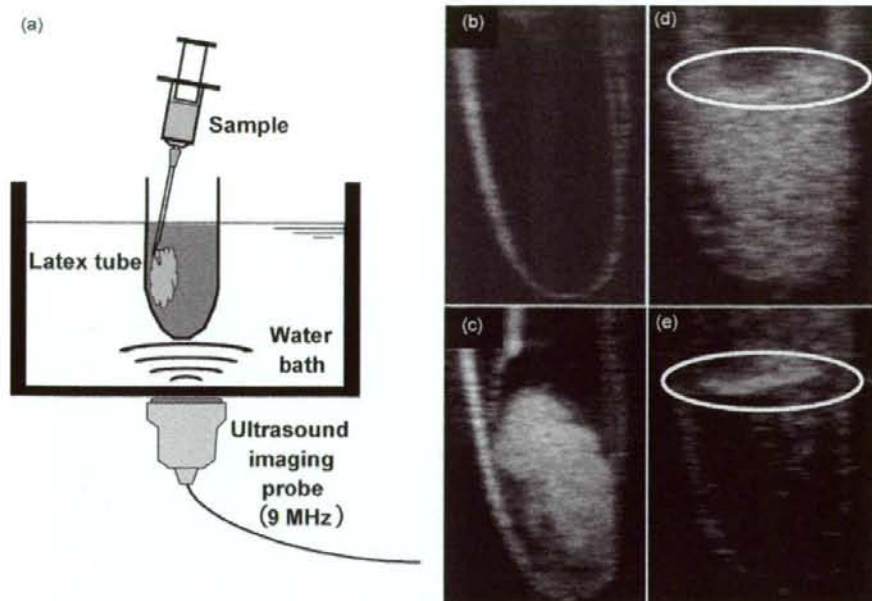 (a)
Sample
Latex tube
Water
bath
Ultrasound
imaging
probe
(9 MHz)
(b)
(d)
(c)
(e)